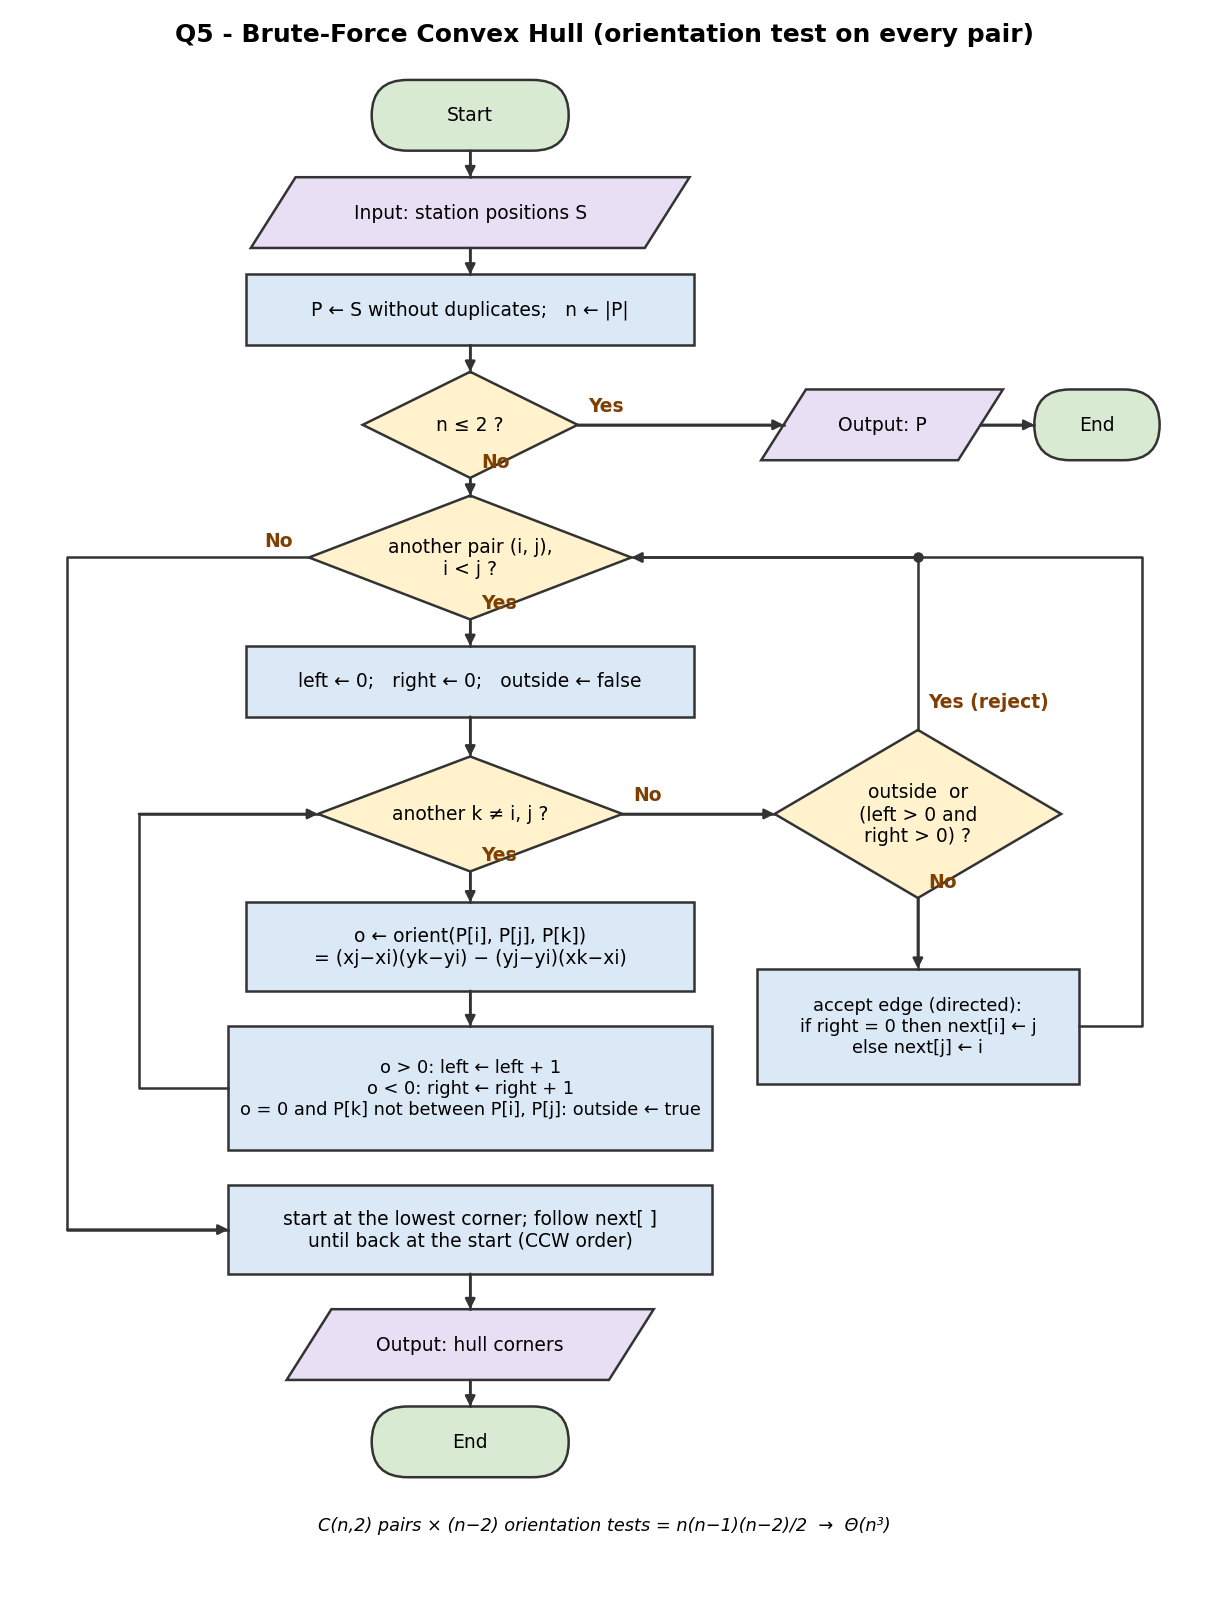 Q5 - Brute-Force Convex Hull (orientation test on every pair)
Start
Input: station positions S
P ← S without duplicates;   n ← |P|
n ≤ 2 ?
Yes
Output: P
End
No
another pair (i, j),
i < j ?
No
Yes
left ← 0;   right ← 0;   outside ← false
Yes (reject)
another k ≠ i, j ?
No
outside  or
(left > 0 and
right > 0) ?
Yes
No
o ← orient(P[i], P[j], P[k])
= (xj−xi)(yk−yi) − (yj−yi)(xk−xi)
accept edge (directed):
if right = 0 then next[i] ← j
else next[j] ← i
o > 0: left ← left + 1
o < 0: right ← right + 1
o = 0 and P[k] not between P[i], P[j]: outside ← true
start at the lowest corner; follow next[ ]
until back at the start (CCW order)
Output: hull corners
End
C(n,2) pairs × (n−2) orientation tests = n(n−1)(n−2)/2  →  Θ(n³)